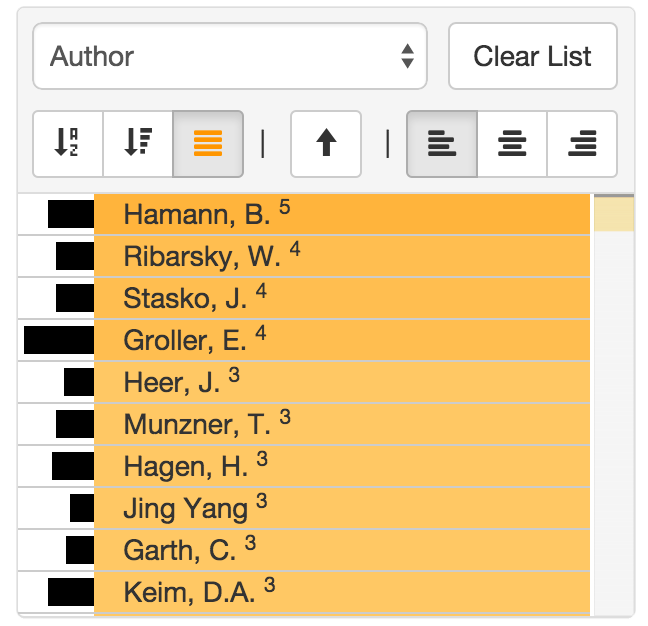 Author
Clear List
Hamann, B. 5
Ribarsky, W. 4
Stasko, J. 4
Groller, E. 4
Heer, J. 3
Munzner, T. 3
Hagen, H. 3
Jing Yang 3
Garth, C. 3
Keim, D.A. 3